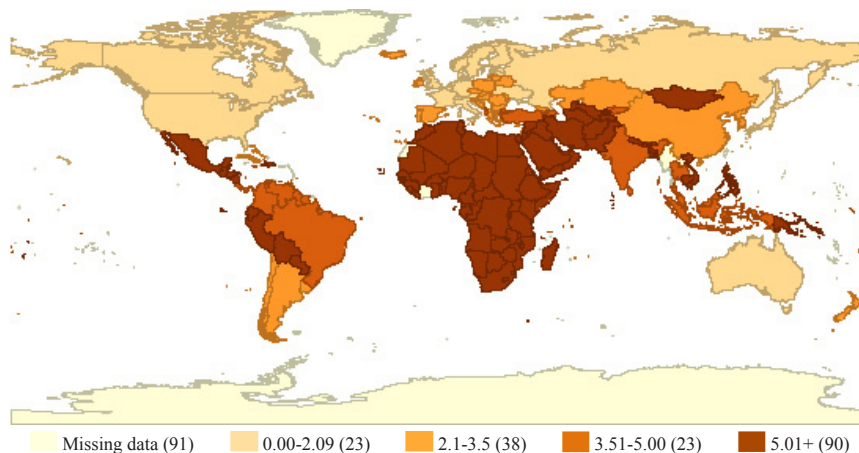 Missing data (91) 0.00-2.09 (23) 2.1-3.5 (38) 3.51-5.00 (23) 5.01+ (90)